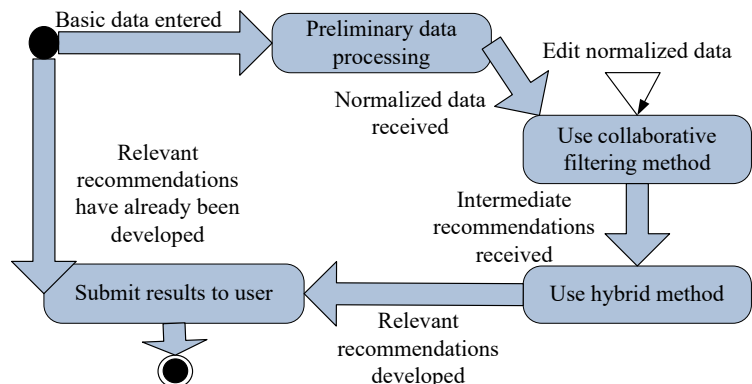 Basic data entered
Preliminary data
processing
Edit normalized data
Normalized data
received
Use collaborative
filtering method
Relevant
recommendations
have already been
developed
Intermediate
recommendations
received
Submit results to user
Use hybrid method
Relevant
recommendations
developed